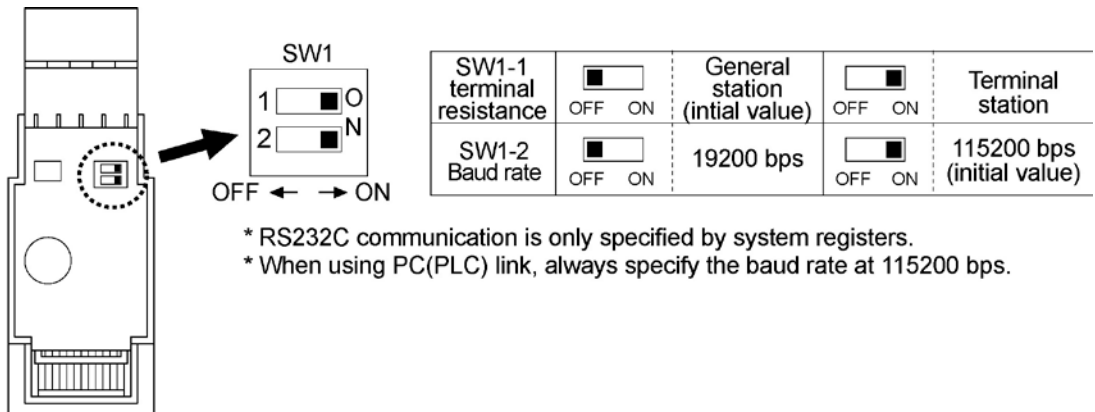 SW1
1
O
2
N
OFF ← → ON
SW1-1
terminal
resistance
OFF ON
General
station
(intial value)
OFF ON
Terminal
station
SW1-2
Baud rate
OFF ON
19200 bps
OFF ON
115200 bps
(initial value)
* RS232C communication is only specified by system registers.
* When using PC(PLC) link, always specify the baud rate at 115200 bps.